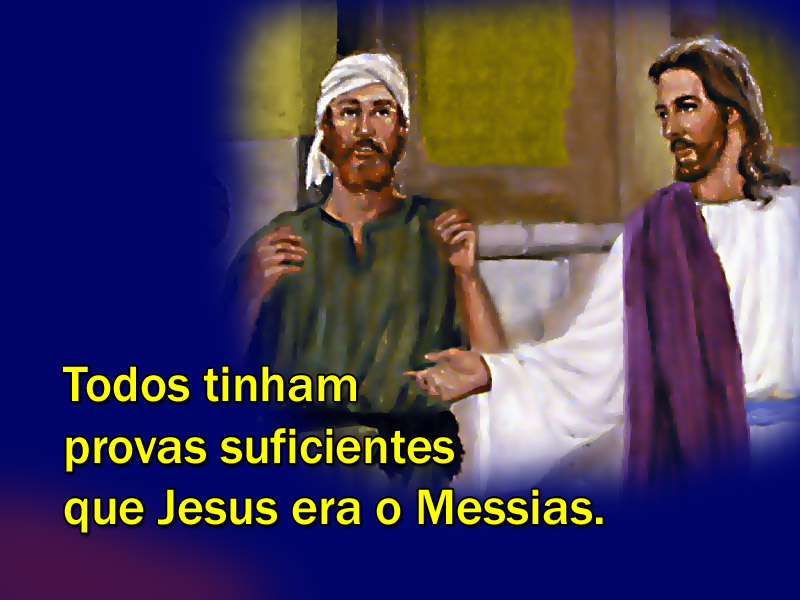 Todos tinham
provas suficientes
que Jesus era o Messias.